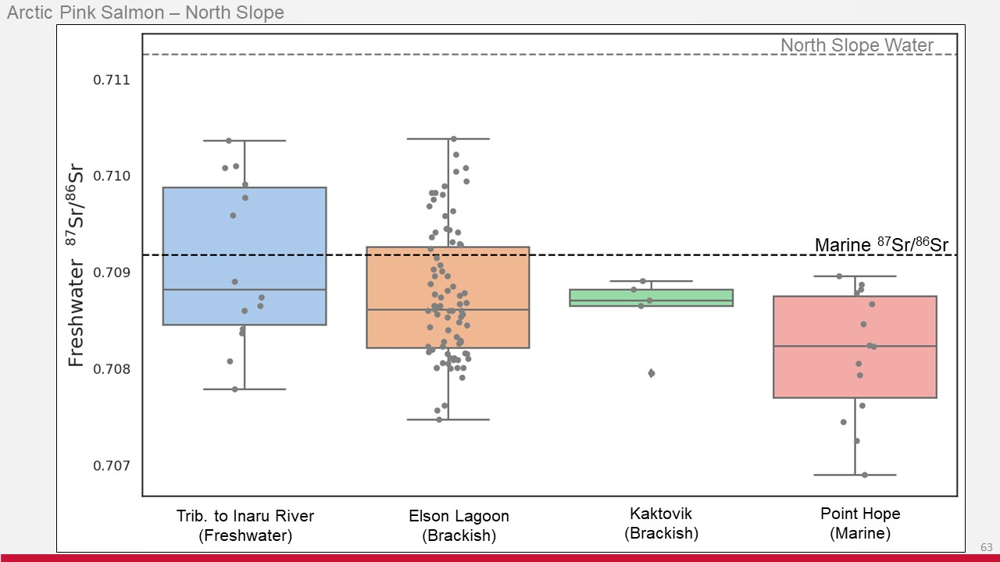 Arctic Pink Salmon – North Slope
North Slope Water
0.711
0.710
Marine ⁸⁷Sr/⁸⁶Sr
0.709
Freshwater ⁸⁷Sr/⁸⁶Sr
0.708
0.707
Trib. to Inaru River
(Freshwater)
Elson Lagoon
(Brackish)
Kaktovik
(Brackish)
Point Hope
(Marine)
63